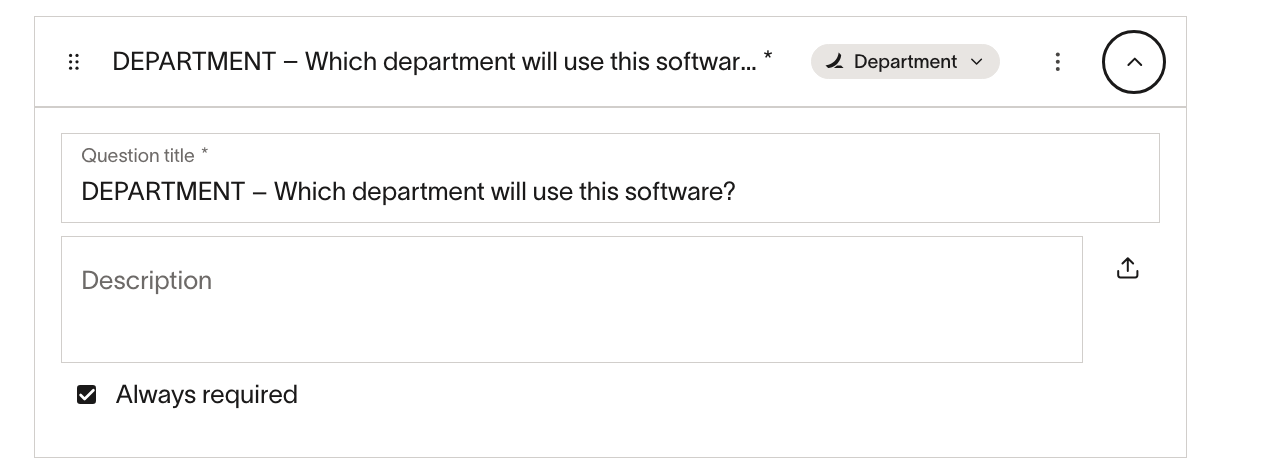 DEPARTMENT – Which department will use this softwar... *
Department
Question title *
DEPARTMENT – Which department will use this software?
Description
Always required